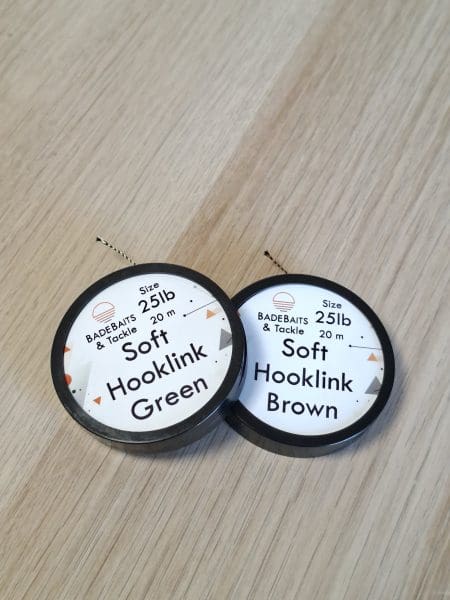 Size
25lb
20 m
BADEBAITS
& Tackle
Soft
Hooklink
Green
Size
25lb
20 m
BADEBAITS
& Tackle
Soft
Hooklink
Brown